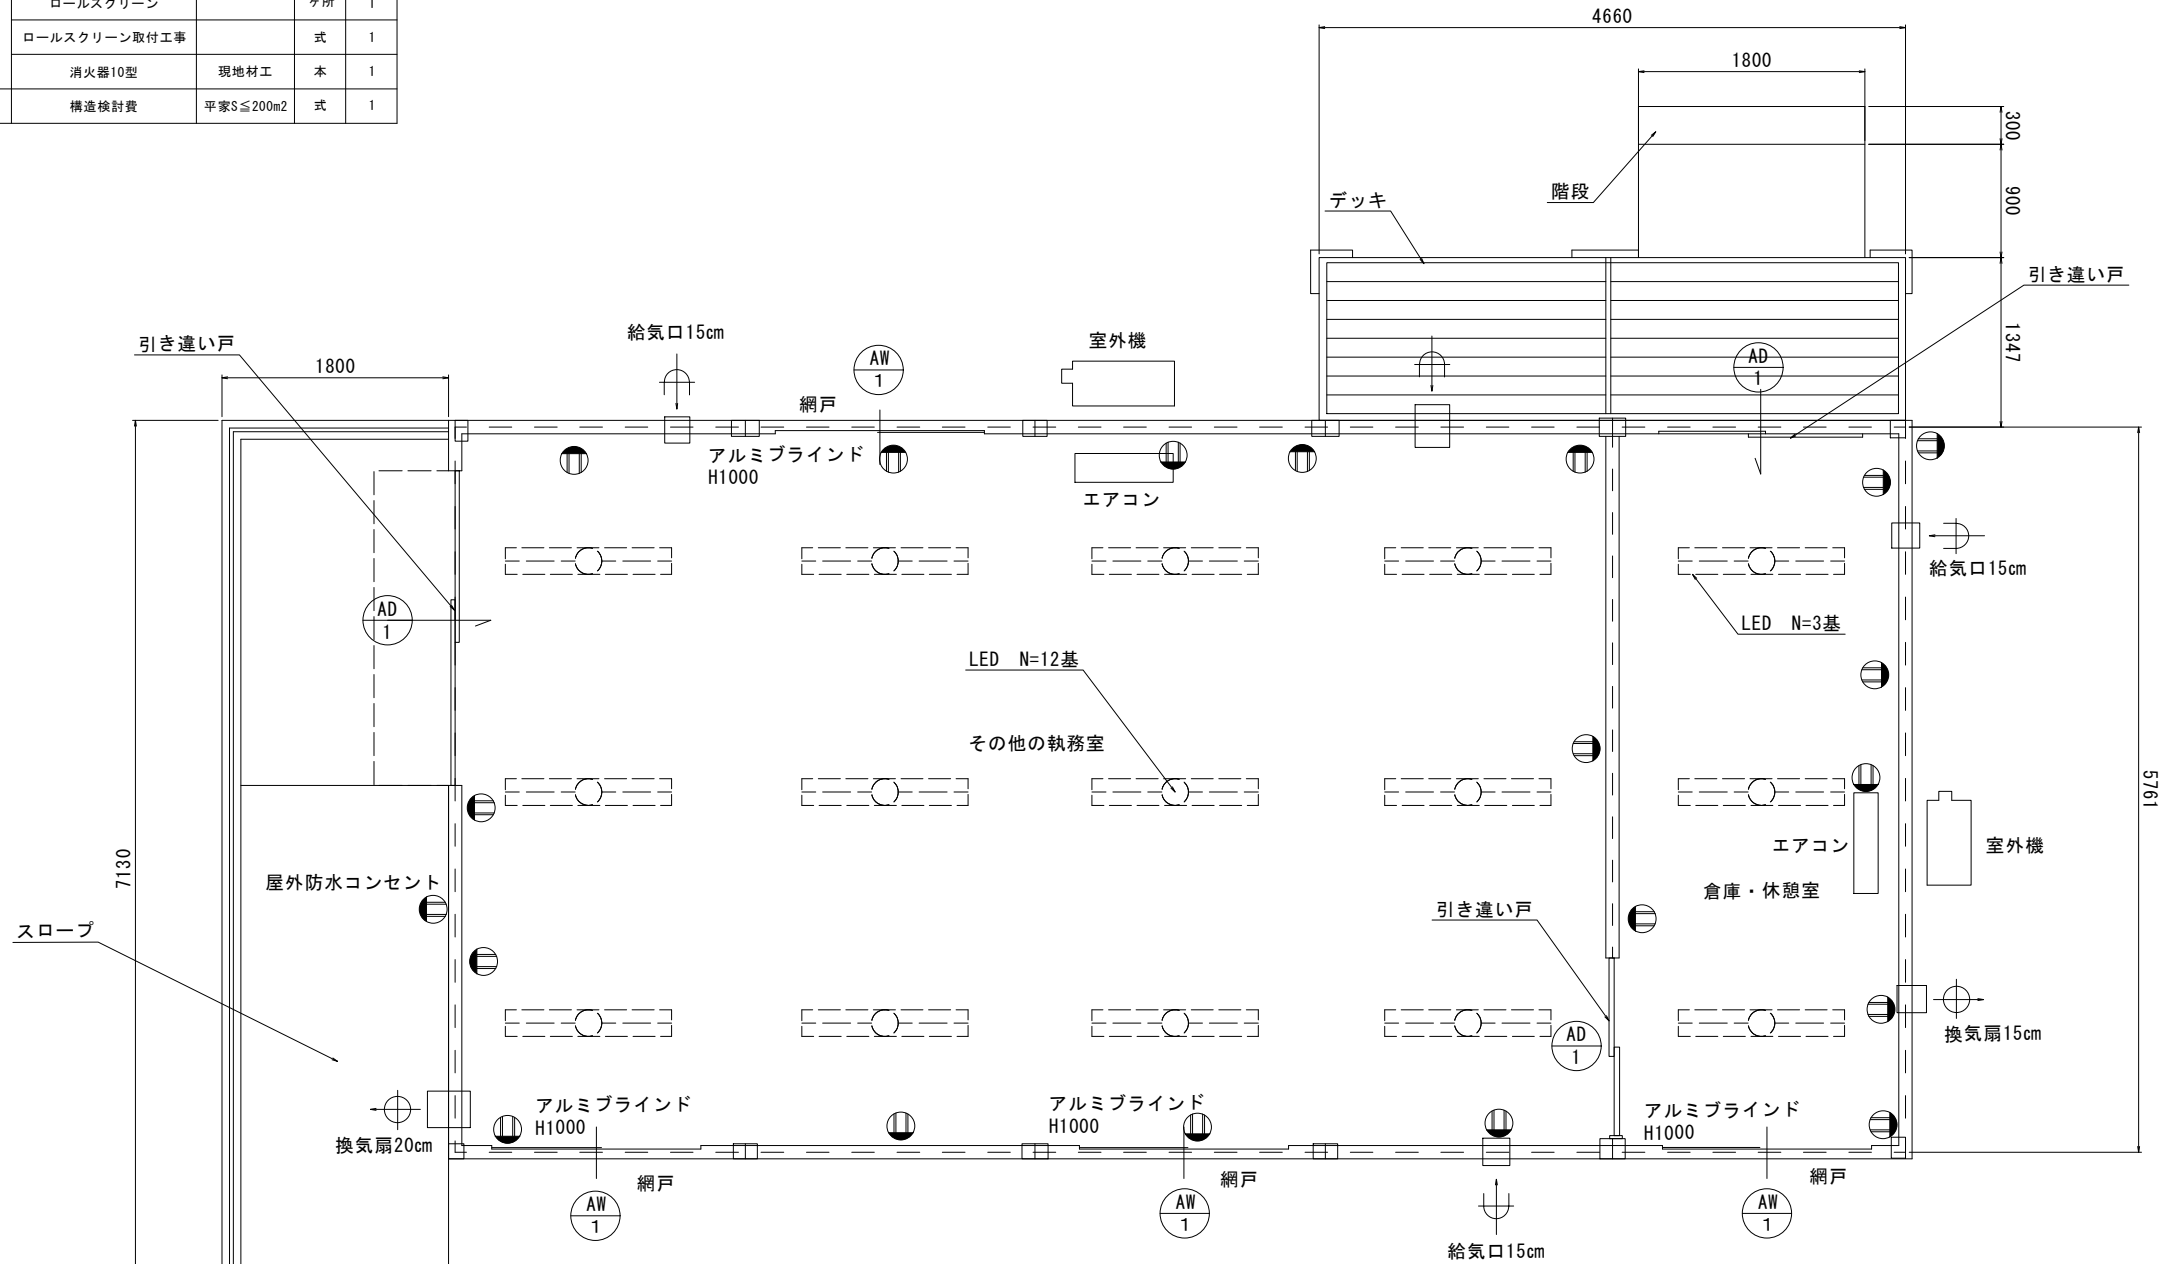 ロールスクリーン ヶ所 1
ロールスクリーン取付工事 式 1
消火器10型 現地材工 本 1
構造検討費 平家S≦200m2 式 1
4660
1800
300
900
1347
階段
デッキ
引き違い戸
引き違い戸
1800
給気口15cm
AW
1
網戸
室外機
AD
1
アルミブラインド
H1000
エアコン
給気口15cm
AD
1
LED N=3基
LED N=12基
その他の執務室
5761
7130
屋外防水コンセント
スロープ
エアコン
室外機
倉庫・休憩室
引き違い戸
AD
1
換気扇15cm
換気扇20cm
アルミブラインド
H1000
アルミブラインド
H1000
アルミブラインド
H1000
網戸
網戸
網戸
AW
1
AW
1
AW
1
給気口15cm